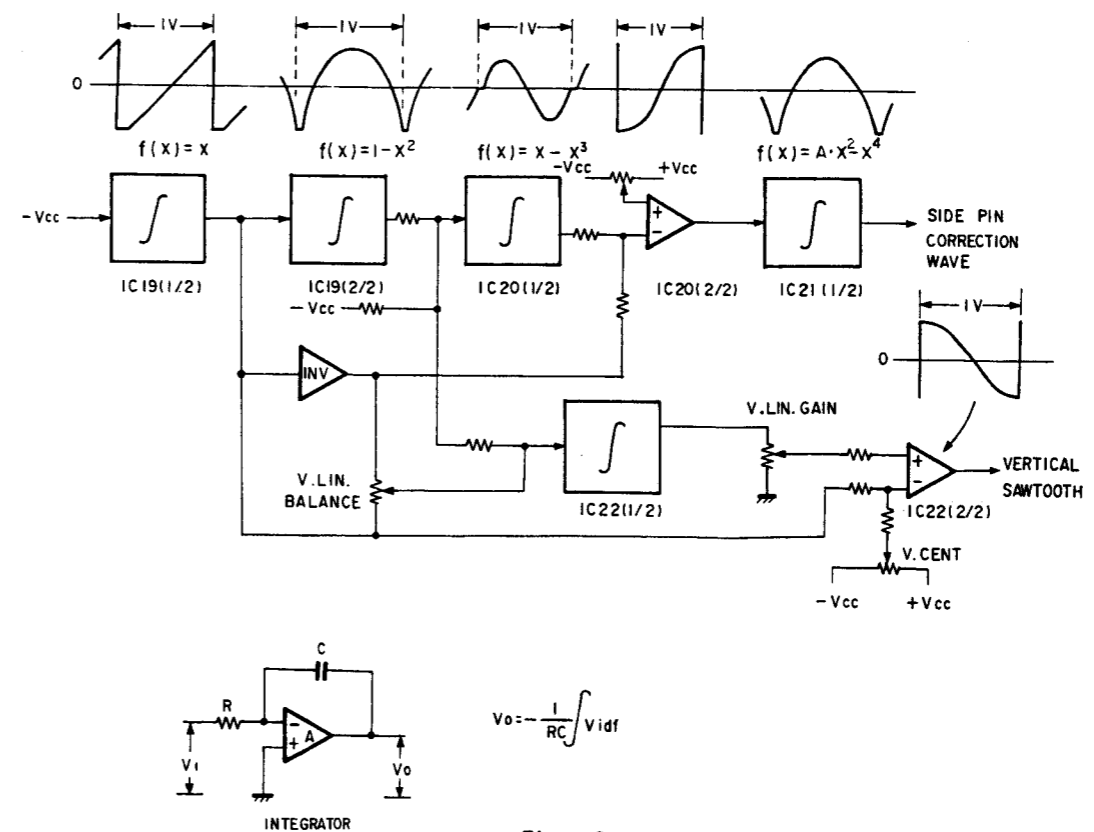 1V 1V 1V 1V
0
f(x)=x f(x)=1-x² f(x)=x-x³ f(x)=A·x²-x⁴
-Vcc +Vcc
-Vcc ∫ ∫ ∫ + - ∫ SIDE PIN
CORRECTION
WAVE
IC19(1/2) IC19(2/2) IC20(1/2) IC20(2/2) IC21(1/2)
-Vcc
1V
0
INV
V.LIN.GAIN
∫
V.LIN.
BALANCE
+ -
VERTICAL
SAWTOOTH
IC22(1/2) IC22(2/2)
V.CENT
-Vcc +Vcc
C
R
- + A
Vi Vo
Vo=-1/RC∫Vidf
INTEGRATOR